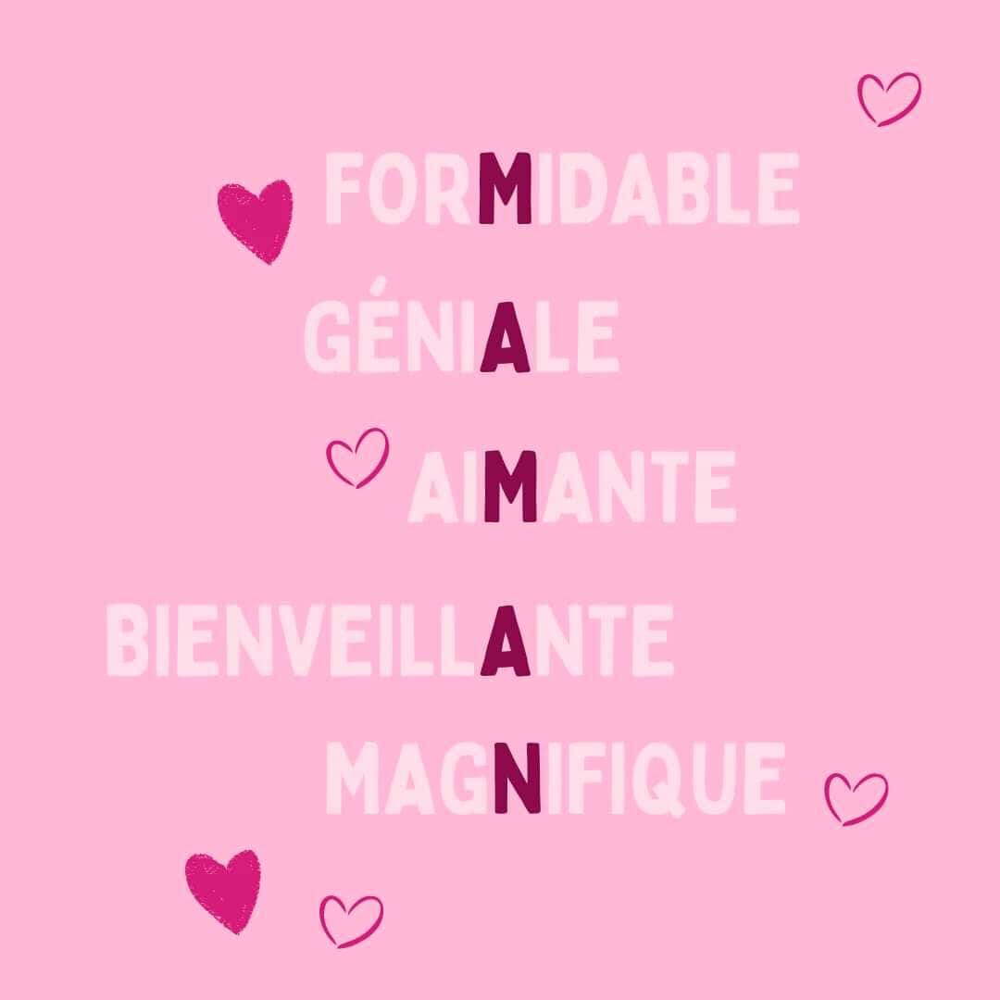 FORMIDABLE
GÉNIALE
AIMANTE
BIENVEILLANTE
MAGNIFIQUE